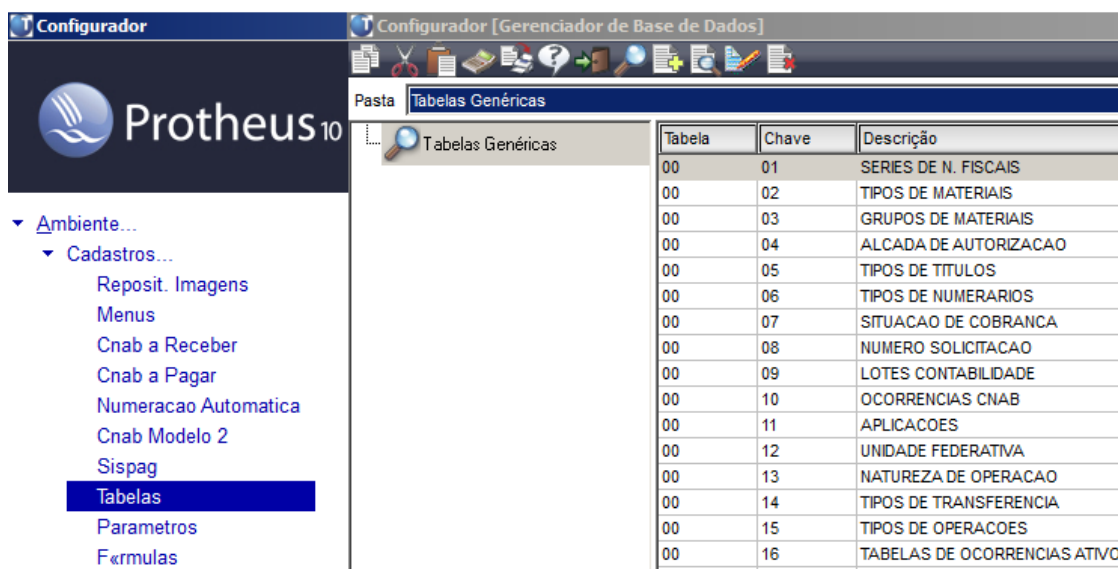 Configurador
Configurador [Gerenciador de Base de Dados]
Protheus 10
Pasta Tabelas Genéricas
Tabelas Genéricas
Ambiente...
Cadastros...
Reposit. Imagens
Menus
Cnab a Receber
Cnab a Pagar
Numeracao Automatica
Cnab Modelo 2
Sispag
Tabelas
Parametros
F«rmulas
Tabela Chave Descrição
00 01 SERIES DE N. FISCAIS
00 02 TIPOS DE MATERIAIS
00 03 GRUPOS DE MATERIAIS
00 04 ALCADA DE AUTORIZACAO
00 05 TIPOS DE TITULOS
00 06 TIPOS DE NUMERARIOS
00 07 SITUACAO DE COBRANCA
00 08 NUMERO SOLICITACAO
00 09 LOTES CONTABILIDADE
00 10 OCORRENCIAS CNAB
00 11 APLICACOES
00 12 UNIDADE FEDERATIVA
00 13 NATUREZA DE OPERACAO
00 14 TIPOS DE TRANSFERENCIA
00 15 TIPOS DE OPERACOES
00 16 TABELAS DE OCORRENCIAS ATIVO